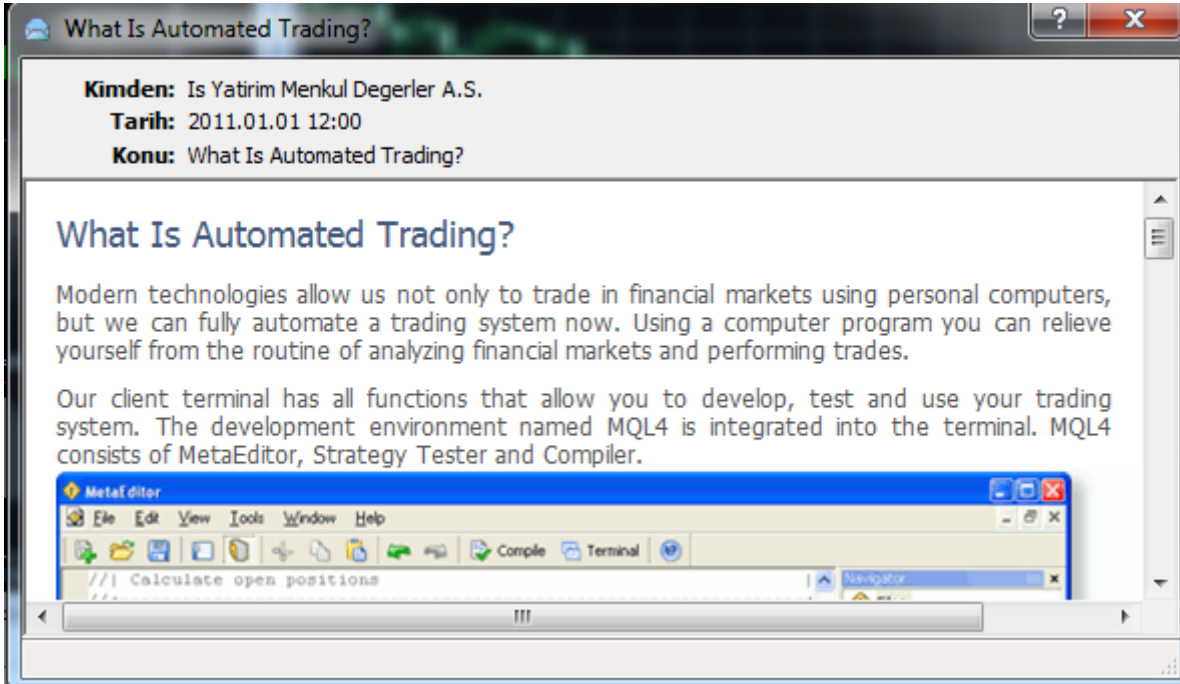 What Is Automated Trading?
?
X
Kimden: Is Yatirim Menkul Degerler A.S.
Tarih: 2011.01.01 12:00
Konu: What Is Automated Trading?
What Is Automated Trading?
Modern technologies allow us not only to trade in financial markets using personal computers,
but we can fully automate a trading system now. Using a computer program you can relieve
yourself from the routine of analyzing financial markets and performing trades.
Our client terminal has all functions that allow you to develop, test and use your trading
system. The development environment named MQL4 is integrated into the terminal. MQL4
consists of MetaEditor, Strategy Tester and Compiler.
MetaEditor
File Edit View Tools Window Help
Compile Terminal
//| Calculate open positions |
Navigator